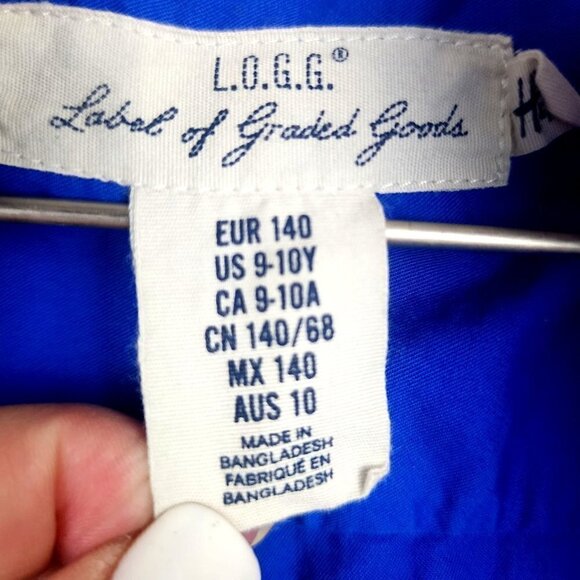 L.O.G.G.®
Label of Graded Goods
EUR 140
US 9-10Y
CA 9-10A
CN 140/68
MX 140
AUS 10
MADE IN
BANGLADESH
FABRIQUÉ EN
BANGLADESH